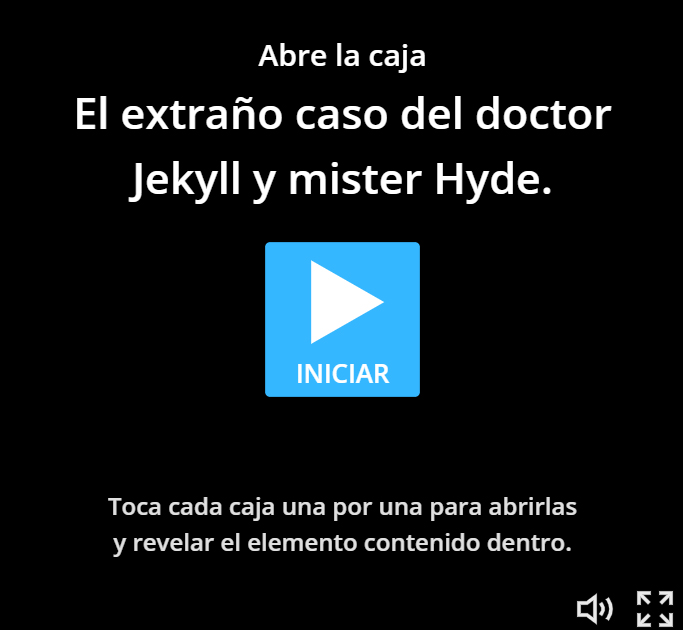 Abre la caja
El extraño caso del doctor
Jekyll y mister Hyde.
INICIAR
Toca cada caja una por una para abrirlas
y revelar el elemento contenido dentro.